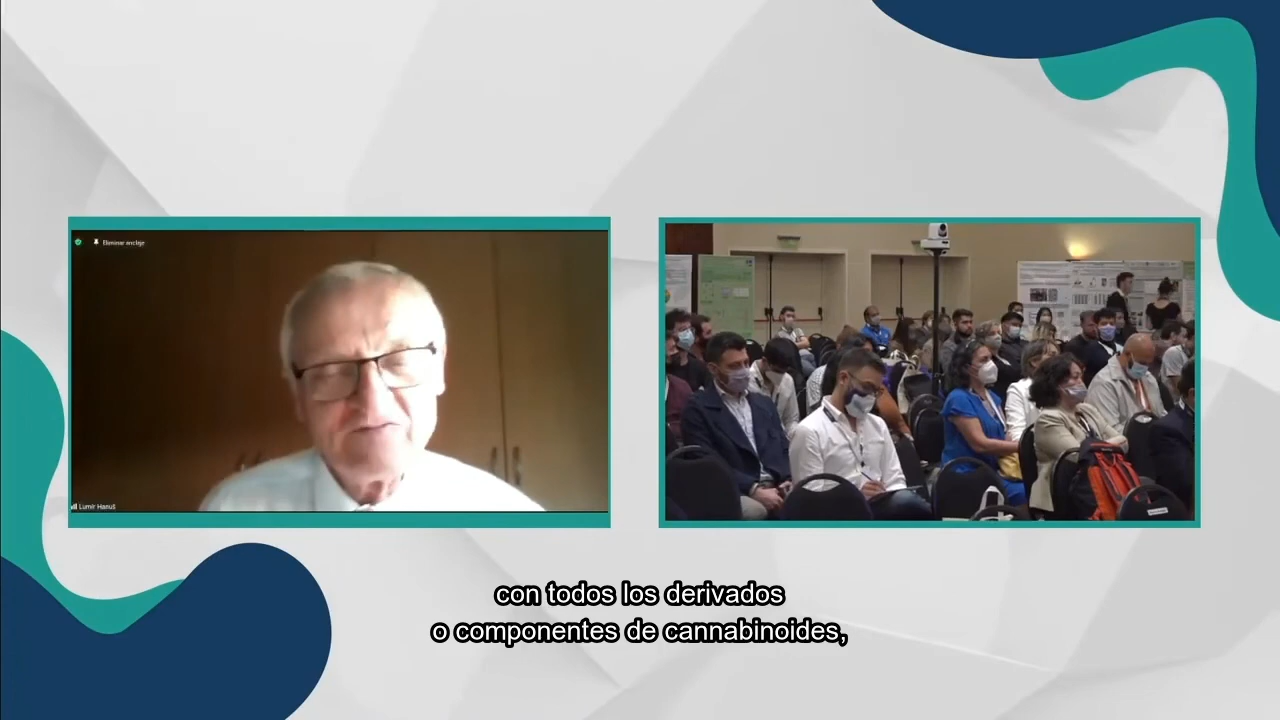 Eliminar anclaje
Lumír Hanuš
con todos los derivados
o componentes de cannabinoides,